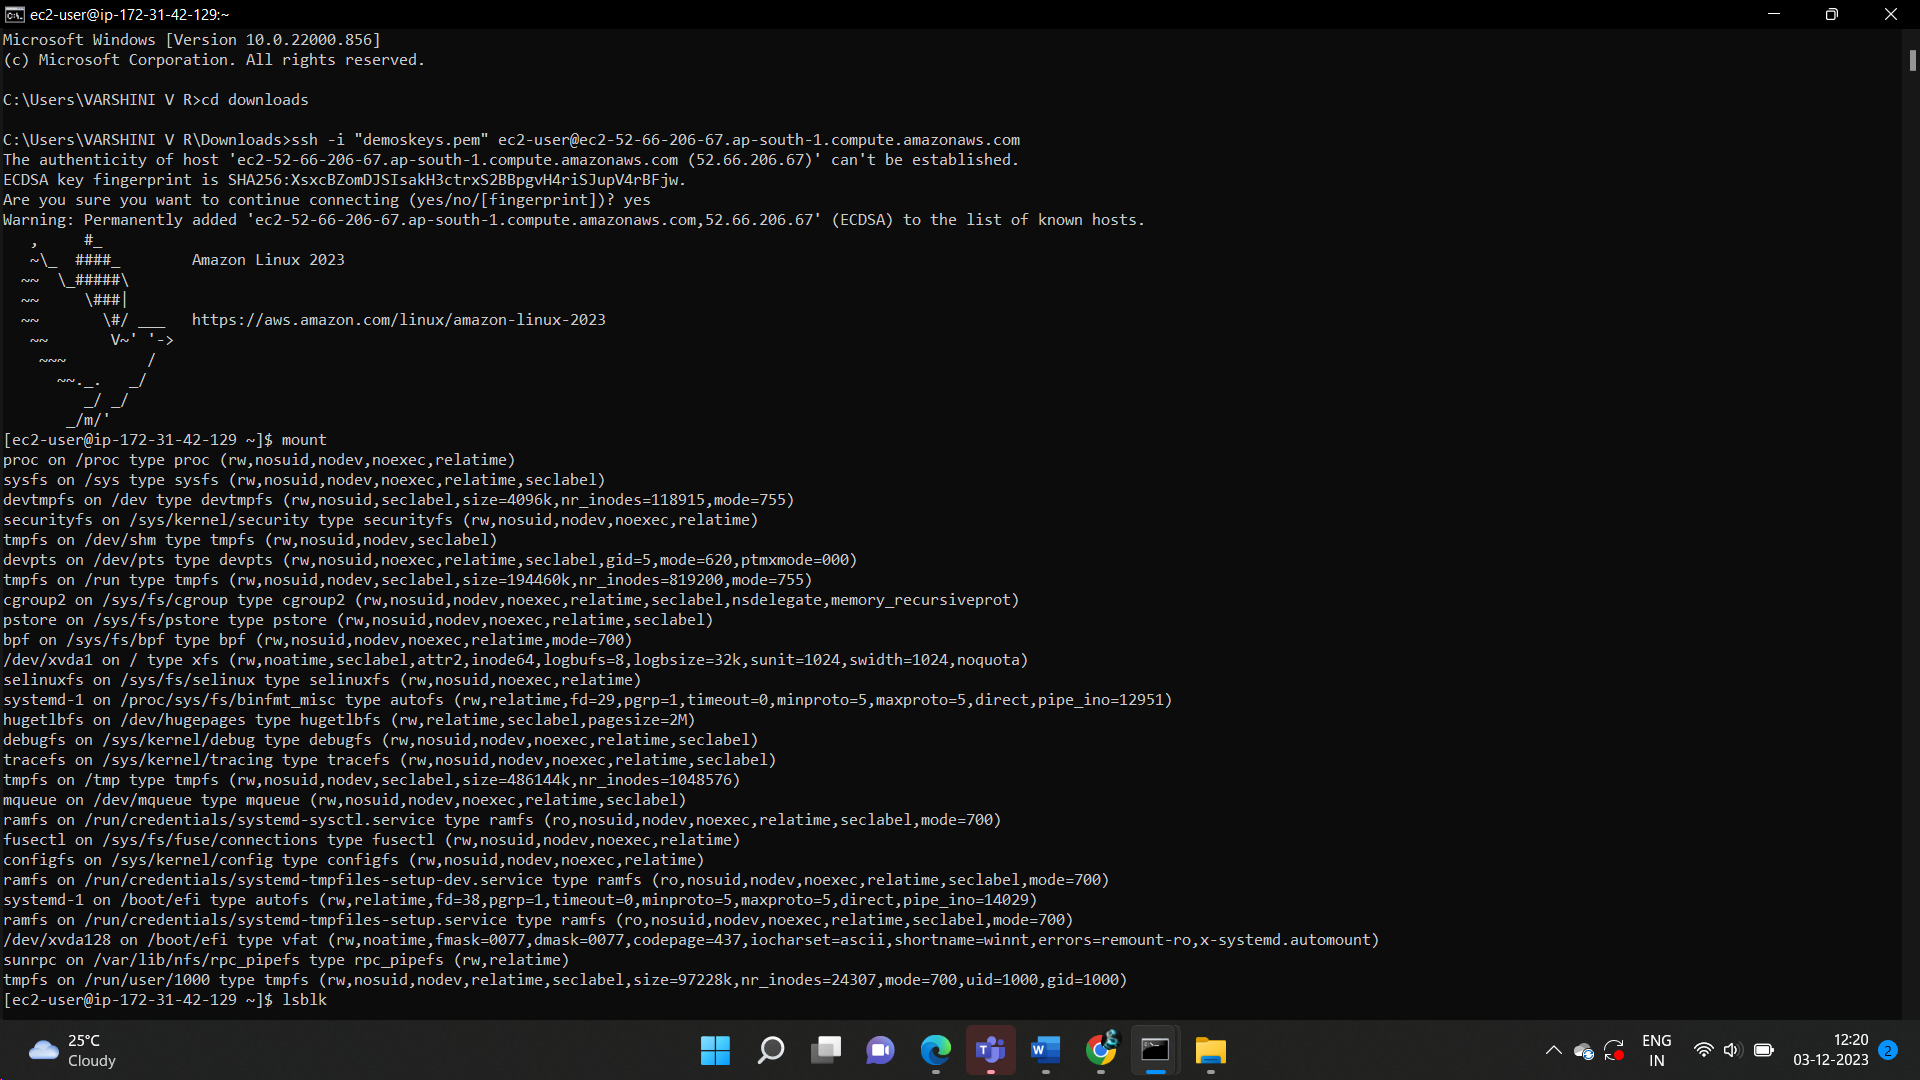 ec2-user@ip-172-31-42-129:~
Microsoft Windows [Version 10.0.22000.856]
(c) Microsoft Corporation. All rights reserved.
C:\Users\VARSHINI V R>cd downloads
C:\Users\VARSHINI V R\Downloads>ssh -i "demoskeys.pem" ec2-user@ec2-52-66-206-67.ap-south-1.compute.amazonaws.com
The authenticity of host 'ec2-52-66-206-67.ap-south-1.compute.amazonaws.com (52.66.206.67)' can't be established.
ECDSA key fingerprint is SHA256:XsxcBZomDJSIsakH3ctrxS2BBpgvH4riSJupV4rBFjw.
Are you sure you want to continue connecting (yes/no/[fingerprint])? yes
Warning: Permanently added 'ec2-52-66-206-67.ap-south-1.compute.amazonaws.com,52.66.206.67' (ECDSA) to the list of known hosts.
   ,     #_
   ~\_  ####_        Amazon Linux 2023
  ~~  \_#####\
  ~~     \###|
  ~~       \#/ ___   https://aws.amazon.com/linux/amazon-linux-2023
   ~~       V~' '->
    ~~~         /
      ~~._.   _/
         _/ _/
       _/m/'
[ec2-user@ip-172-31-42-129 ~]$ mount
proc on /proc type proc (rw,nosuid,nodev,noexec,relatime)
sysfs on /sys type sysfs (rw,nosuid,nodev,noexec,relatime,seclabel)
devtmpfs on /dev type devtmpfs (rw,nosuid,seclabel,size=4096k,nr_inodes=118915,mode=755)
securityfs on /sys/kernel/security type securityfs (rw,nosuid,nodev,noexec,relatime)
tmpfs on /dev/shm type tmpfs (rw,nosuid,nodev,seclabel)
devpts on /dev/pts type devpts (rw,nosuid,noexec,relatime,seclabel,gid=5,mode=620,ptmxmode=000)
tmpfs on /run type tmpfs (rw,nosuid,nodev,seclabel,size=194460k,nr_inodes=819200,mode=755)
cgroup2 on /sys/fs/cgroup type cgroup2 (rw,nosuid,nodev,noexec,relatime,seclabel,nsdelegate,memory_recursiveprot)
pstore on /sys/fs/pstore type pstore (rw,nosuid,nodev,noexec,relatime,seclabel)
bpf on /sys/fs/bpf type bpf (rw,nosuid,nodev,noexec,relatime,mode=700)
/dev/xvda1 on / type xfs (rw,noatime,seclabel,attr2,inode64,logbufs=8,logbsize=32k,sunit=1024,swidth=1024,noquota)
selinuxfs on /sys/fs/selinux type selinuxfs (rw,nosuid,noexec,relatime)
systemd-1 on /proc/sys/fs/binfmt_misc type autofs (rw,relatime,fd=29,pgrp=1,timeout=0,minproto=5,maxproto=5,direct,pipe_ino=12951)
hugetlbfs on /dev/hugepages type hugetlbfs (rw,relatime,seclabel,pagesize=2M)
debugfs on /sys/kernel/debug type debugfs (rw,nosuid,nodev,noexec,relatime,seclabel)
tracefs on /sys/kernel/tracing type tracefs (rw,nosuid,nodev,noexec,relatime,seclabel)
tmpfs on /tmp type tmpfs (rw,nosuid,nodev,seclabel,size=486144k,nr_inodes=1048576)
mqueue on /dev/mqueue type mqueue (rw,nosuid,nodev,noexec,relatime,seclabel)
ramfs on /run/credentials/systemd-sysctl.service type ramfs (ro,nosuid,nodev,noexec,relatime,seclabel,mode=700)
fusectl on /sys/fs/fuse/connections type fusectl (rw,nosuid,nodev,noexec,relatime)
configfs on /sys/kernel/config type configfs (rw,nosuid,nodev,noexec,relatime)
ramfs on /run/credentials/systemd-tmpfiles-setup-dev.service type ramfs (ro,nosuid,nodev,noexec,relatime,seclabel,mode=700)
systemd-1 on /boot/efi type autofs (rw,relatime,fd=38,pgrp=1,timeout=0,minproto=5,maxproto=5,direct,pipe_ino=14029)
ramfs on /run/credentials/systemd-tmpfiles-setup.service type ramfs (ro,nosuid,nodev,noexec,relatime,seclabel,mode=700)
/dev/xvda128 on /boot/efi type vfat (rw,noatime,fmask=0077,dmask=0077,codepage=437,iocharset=ascii,shortname=winnt,errors=remount-ro,x-systemd.automount)
sunrpc on /var/lib/nfs/rpc_pipefs type rpc_pipefs (rw,relatime)
tmpfs on /run/user/1000 type tmpfs (rw,nosuid,nodev,relatime,seclabel,size=97228k,nr_inodes=24307,mode=700,uid=1000,gid=1000)
[ec2-user@ip-172-31-42-129 ~]$ lsblk
25°C
Cloudy
ENG
IN
12:20
03-12-2023
2